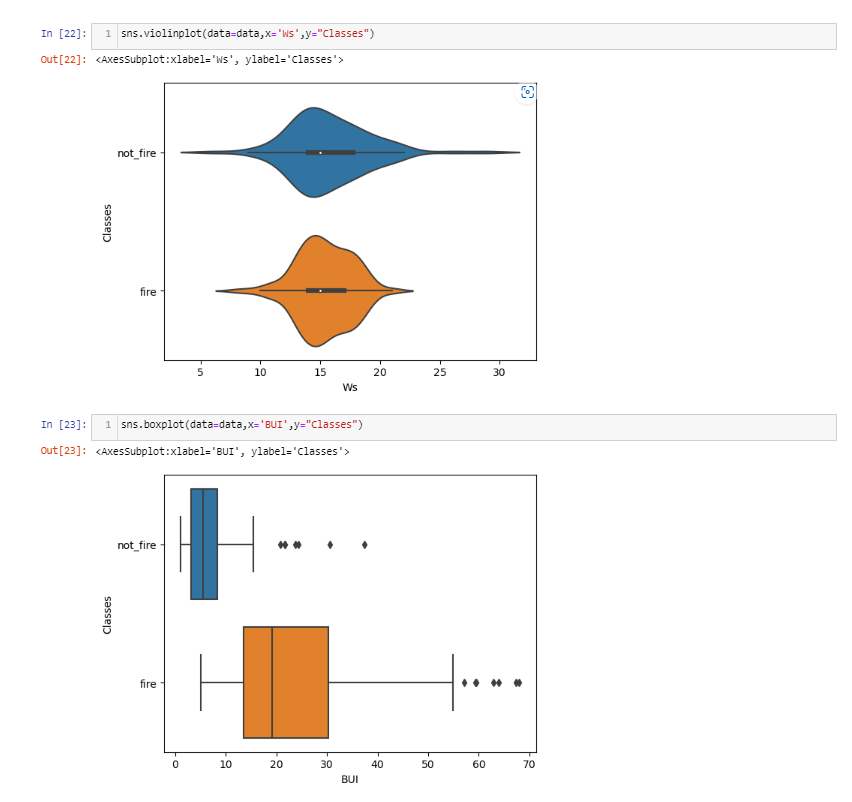 In [22]: 1 sns.violinplot(data=data,x='Ws',y="Classes")
Out[22]: <AxesSubplot:xlabel='Ws', ylabel='Classes'>
not_fire
Classes
fire
5 10 15 20 25 30
Ws
In [23]: 1 sns.boxplot(data=data,x='BUI',y="Classes")
Out[23]: <AxesSubplot:xlabel='BUI', ylabel='Classes'>
not_fire
Classes
fire
0 10 20 30 40 50 60 70
BUI